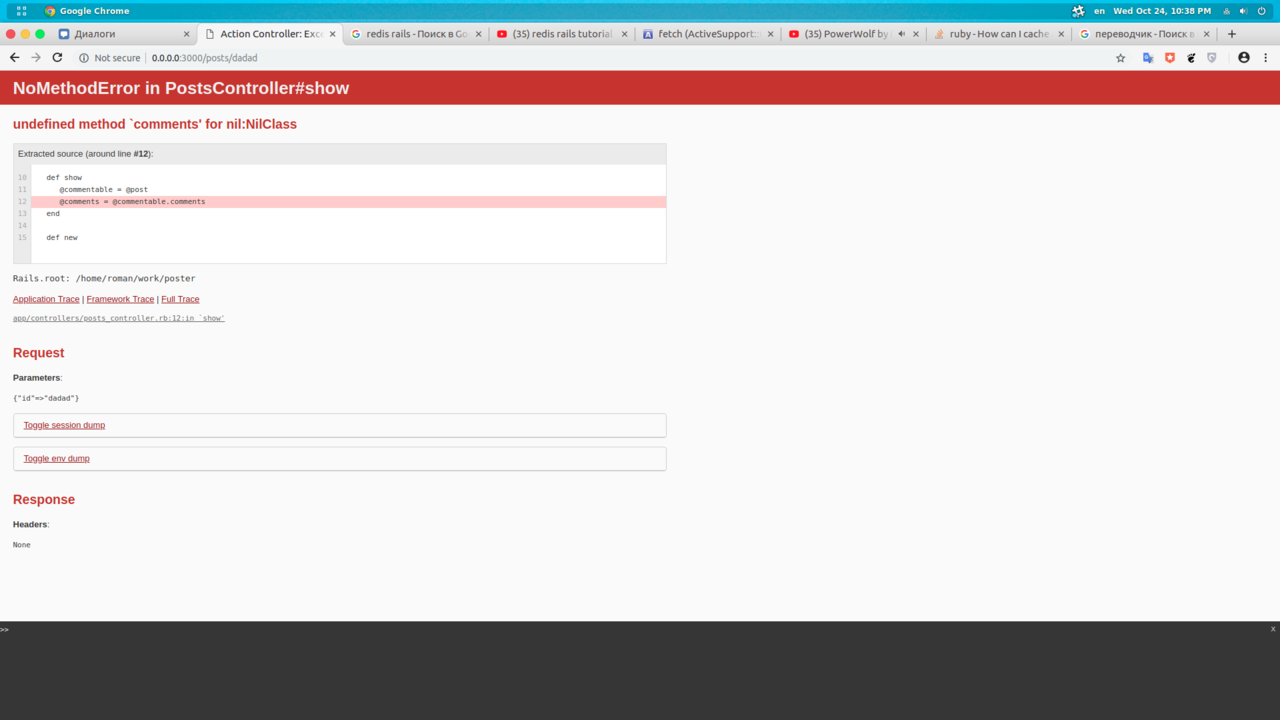 Google Chrome
en Wed Oct 24, 10:38 PM
Диалоги
Action Controller: Exce
redis rails - Поиск в Go
(35) redis rails tutorial
fetch (ActiveSupport::
(35) PowerWolf by
ruby - How can I cache
переводчик - Поиск в
Not secure | 0.0.0.0:3000/posts/dadad
NoMethodError in PostsController#show
undefined method `comments' for nil:NilClass
Extracted source (around line #12):
10 def show
11 @commentable = @post
12 @comments = @commentable.comments
13 end
14
15 def new
Rails.root: /home/roman/work/poster
Application Trace | Framework Trace | Full Trace
app/controllers/posts_controller.rb:12:in `show'
Request
Parameters:
{"id"=>"dadad"}
Toggle session dump
Toggle env dump
Response
Headers:
None
>> x